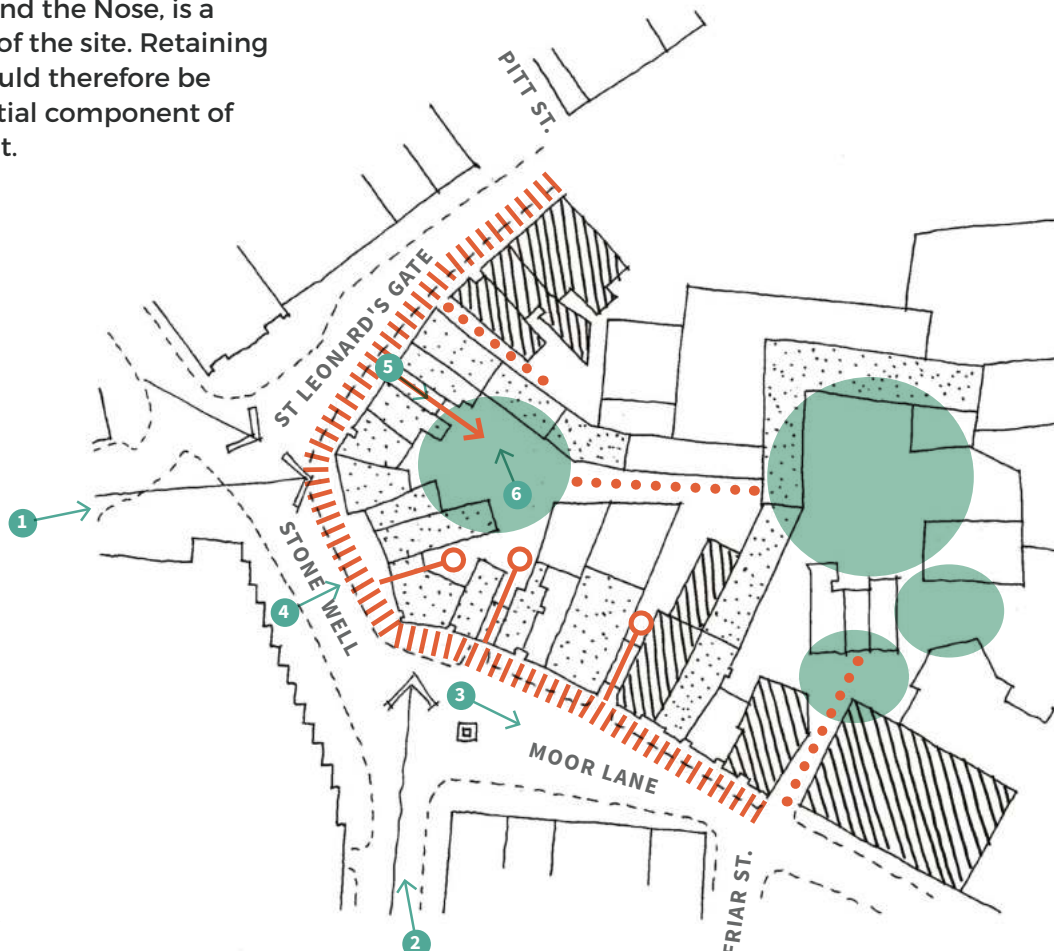 nd the Nose, is a
of the site. Retaining
uld therefore be
tial component of
t.
PITT ST.
ST LEONARD'S GATE
5
6
1
STONE WELL
4
3
MOOR LANE
FRIAR ST.
2